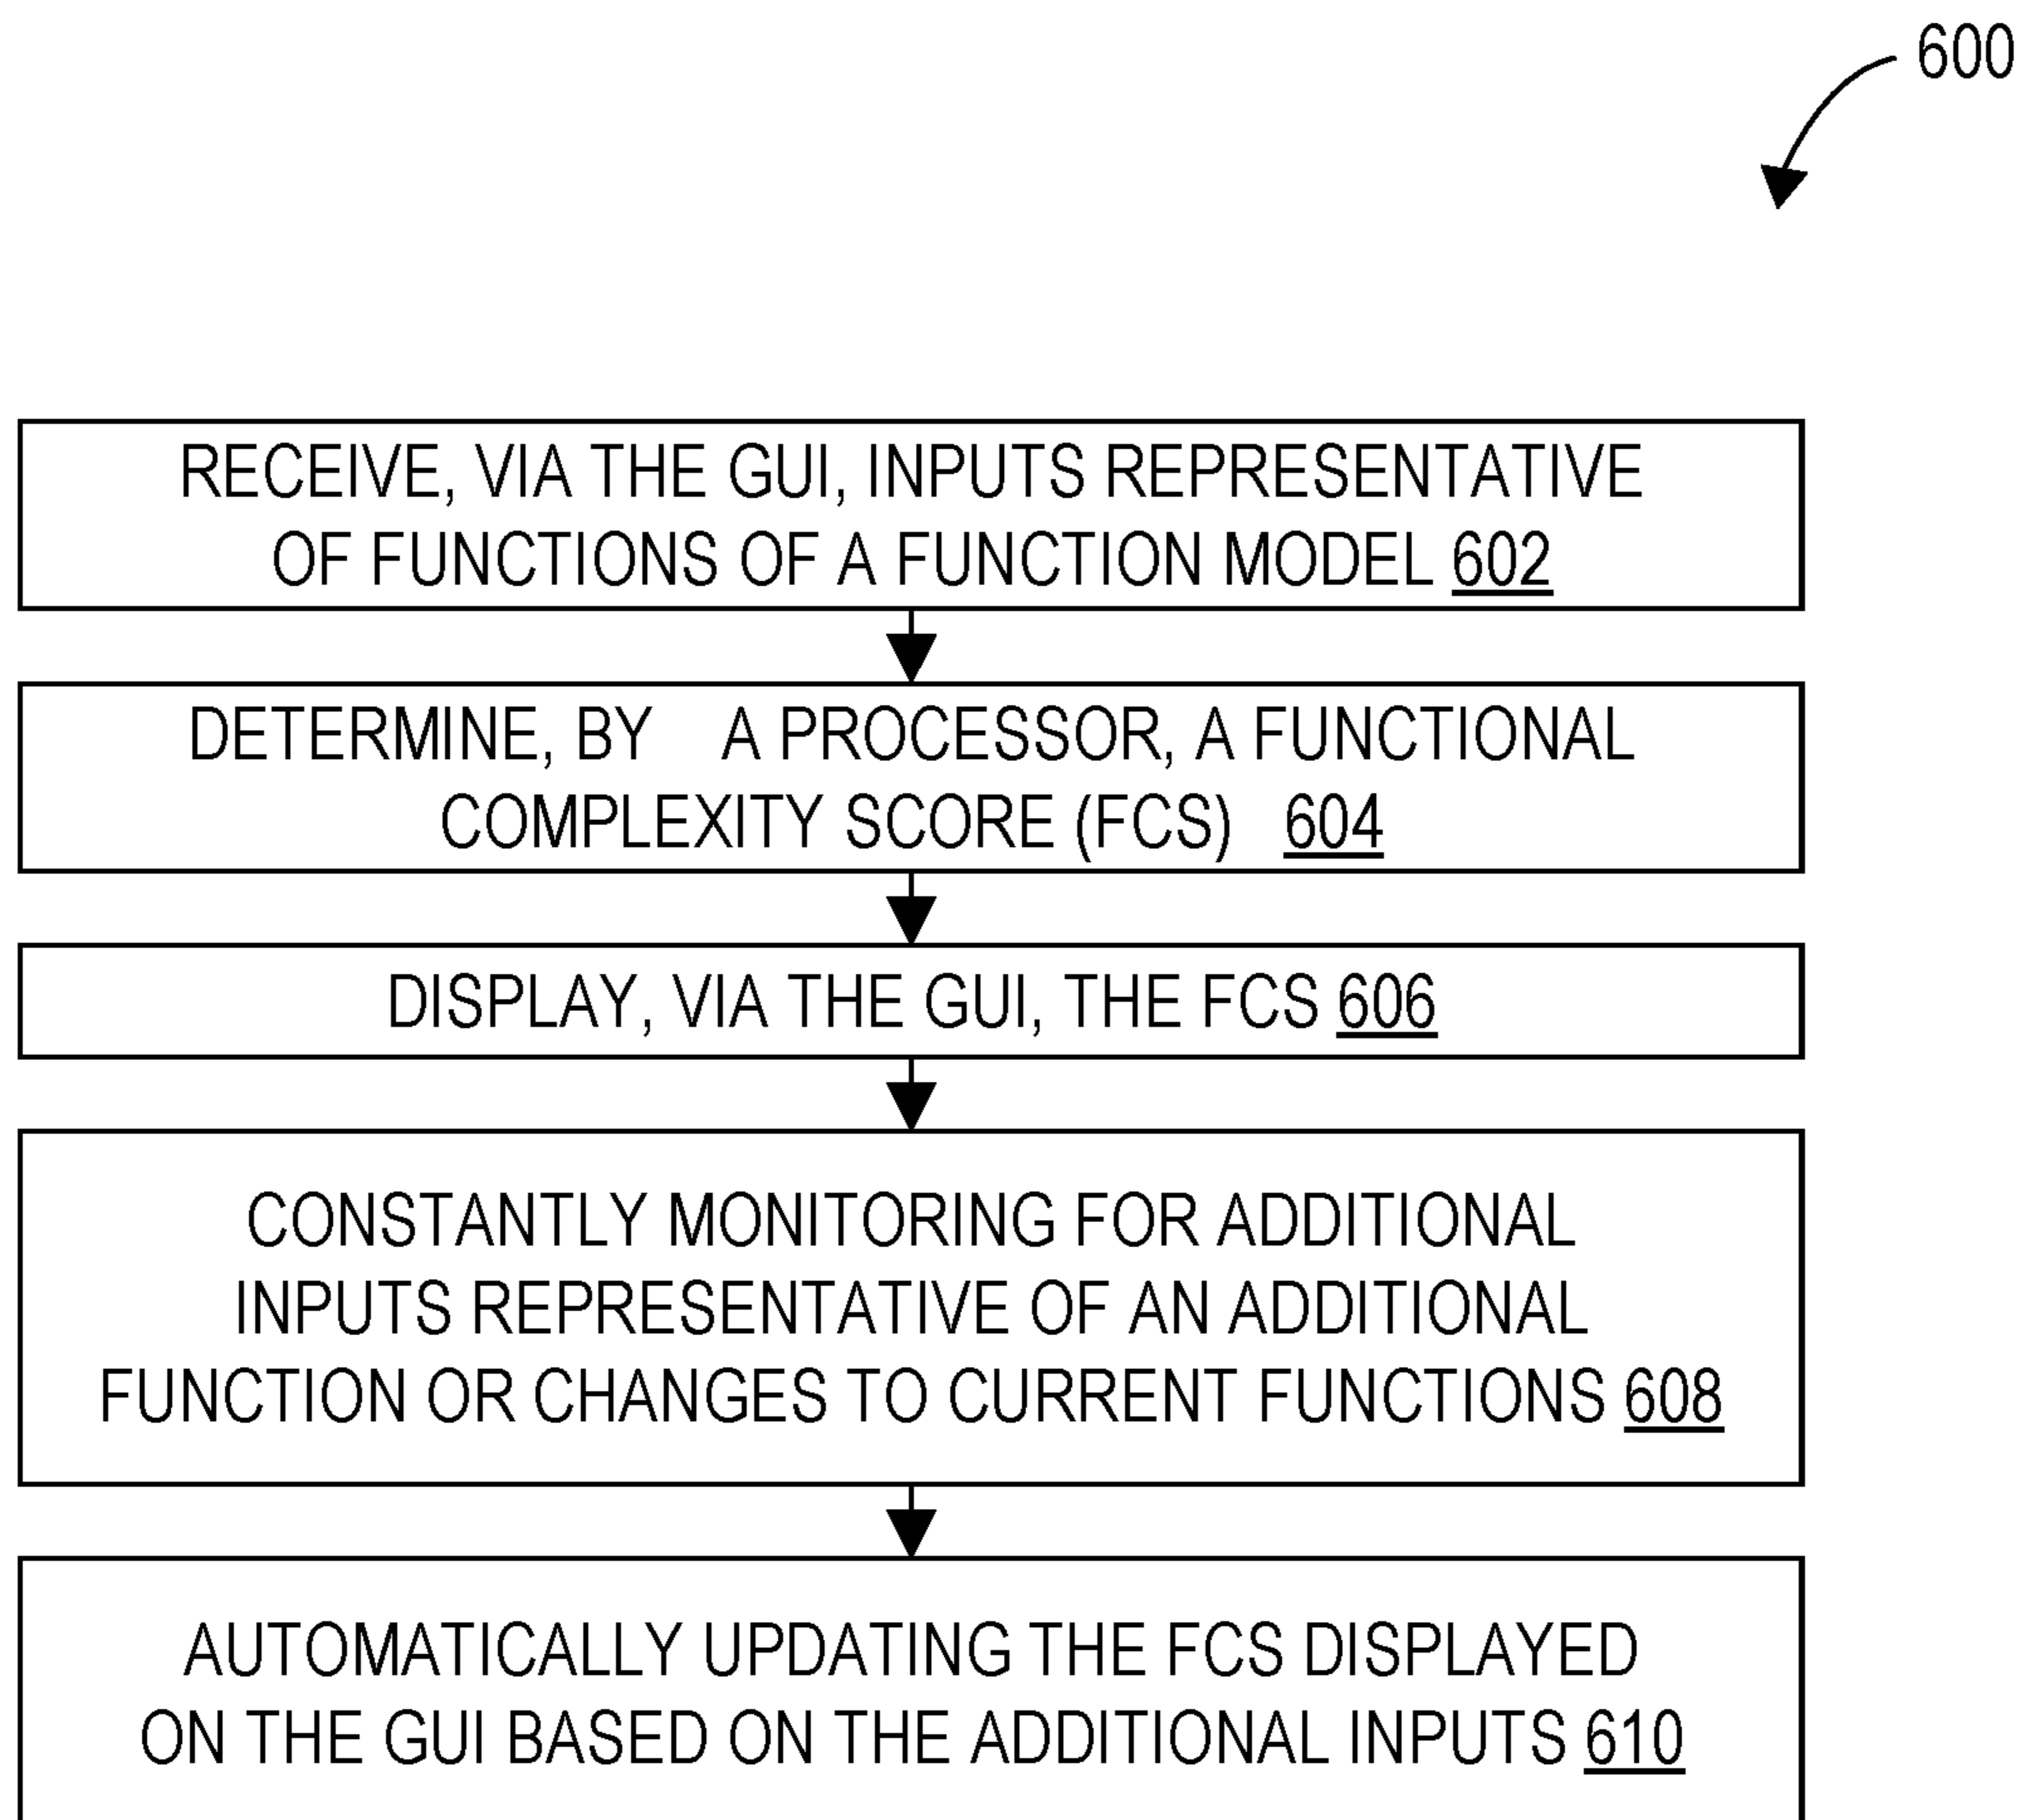 600
RECEIVE, VIA THE GUI, INPUTS REPRESENTATIVE
OF FUNCTIONS OF A FUNCTION MODEL 602
DETERMINE, BY A PROCESSOR, A FUNCTIONAL
COMPLEXITY SCORE (FCS) 604
DISPLAY, VIA THE GUI, THE FCS 606
CONSTANTLY MONITORING FOR ADDITIONAL
INPUTS REPRESENTATIVE OF AN ADDITIONAL
FUNCTION OR CHANGES TO CURRENT FUNCTIONS 608
AUTOMATICALLY UPDATING THE FCS DISPLAYED
ON THE GUI BASED ON THE ADDITIONAL INPUTS 610